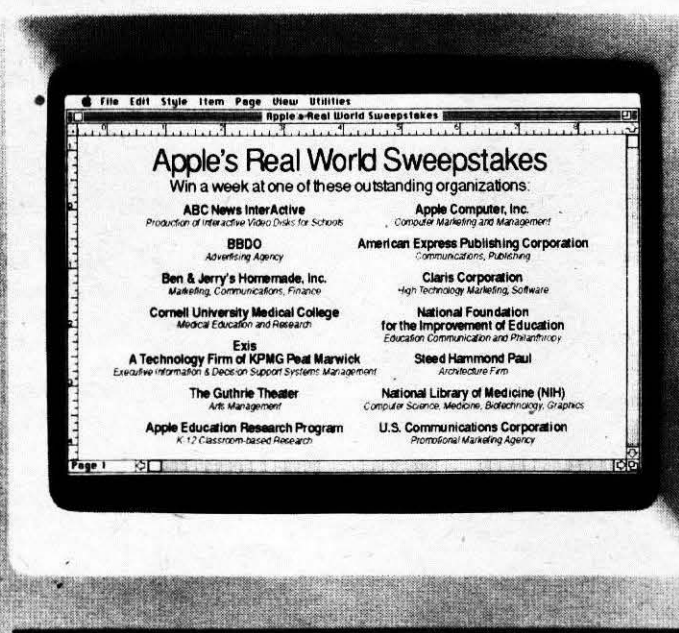 File Edit Style Item Page View Utilities
Apple's Real World Sweepstakes
Apple's Real World Sweepstakes
Win a week at one of these outstanding organizations:
ABC News InterActive
Production of Interactive Video Disks for Schools
BBDO
Advertising Agency
Ben & Jerry's Homemade, Inc.
Marketing, Communications, Finance
Cornell University Medical College
Medical Education and Research
Exis
A Technology Firm of KPMG Peat Marwick
Executive Information & Decision Support Systems Management
The Guthrie Theater
Arts Management
Apple Education Research Program
K-12 Classroom-based Research
Apple Computer, Inc.
Computer Marketing and Management
American Express Publishing Corporation
Communications, Publishing
Claris Corporation
High Technology Marketing, Software
National Foundation
for the Improvement of Education
Education Communication and Philanthropy
Steed Hammond Paul
Architecture Firm
National Library of Medicine (NIH)
Computer Science, Medicine, Biotechnology, Graphics
U.S. Communications Corporation
Promotional Marketing Agency
Page 1